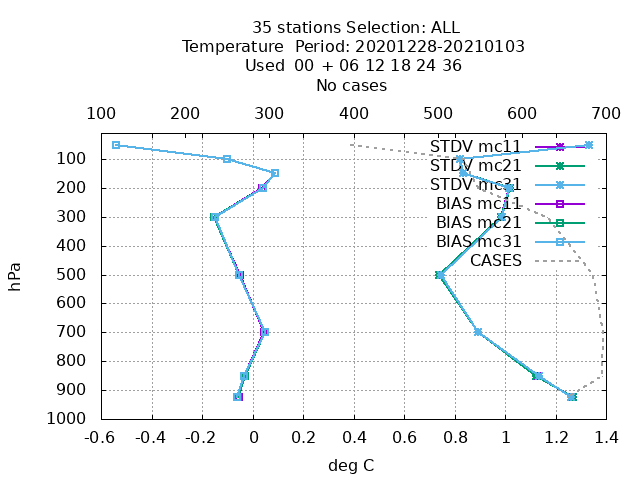 35 stations Selection: ALL
Temperature  Period: 20201228-20210103
Used  00 + 06 12 18 24 36
No cases
100 200 300 400 500 600 700
STDV mc11
100
STDV mc21
STDV mc31
200
BIAS mc11
300
BIAS mc21
400
BIAS mc31
CASES
500
hPa
600
700
800
900
1000
-0.6 -0.4 -0.2 0 0.2 0.4 0.6 0.8 1 1.2 1.4
deg C